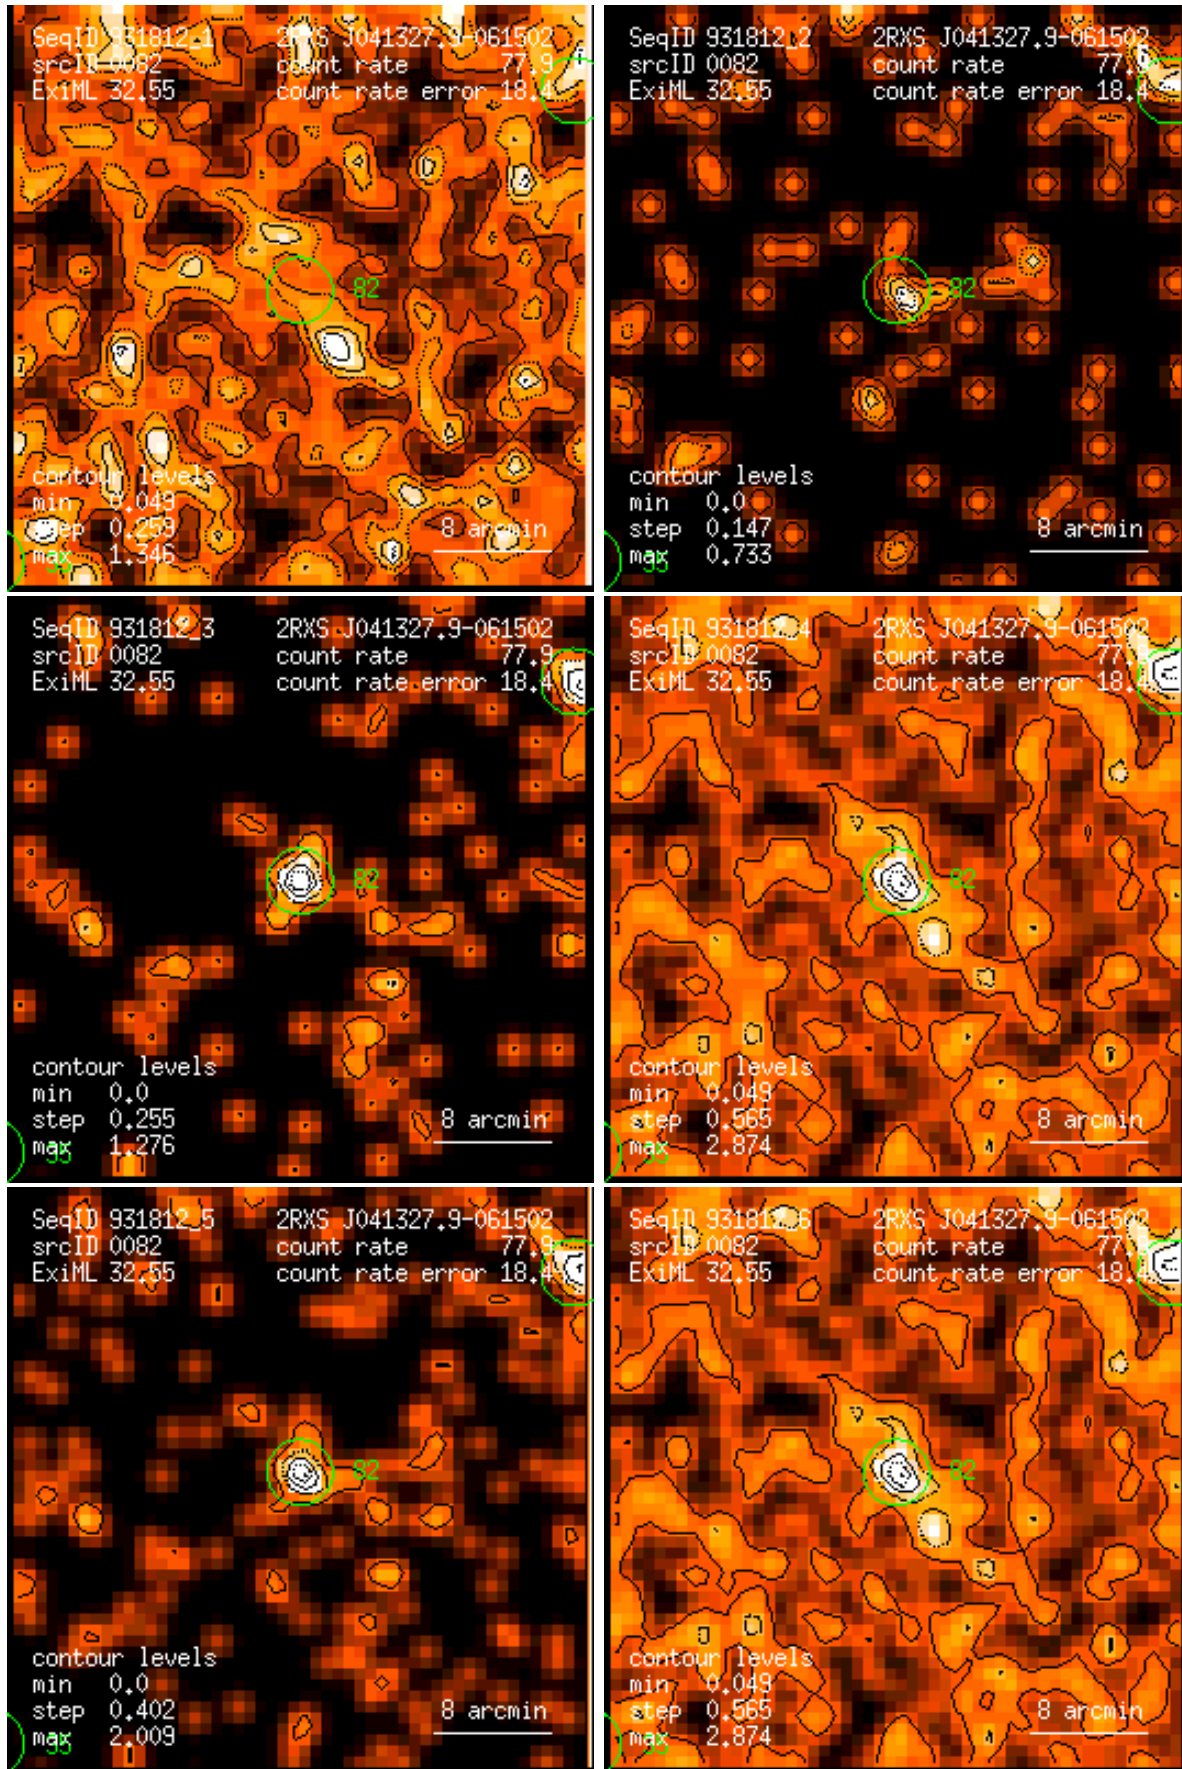 SeqID 931812_1 2RXS J041327.9-061502
srcID 0082 count rate 77.9
ExiML 32.55 count rate error 18.4
82
contour levels
min 0.049
step 0.259
max 1.346
8 arcmin
SeqID 931812_2 2RXS J041327.9-061502
srcID 0082 count rate 77.9
ExiML 32.55 count rate error 18.4
82
contour levels
min 0.0
step 0.147
max 0.733
8 arcmin
SeqID 931812_3 2RXS J041327.9-061502
srcID 0082 count rate 77.9
ExiML 32.55 count rate error 18.4
82
contour levels
min 0.0
step 0.255
max 1.276
8 arcmin
SeqID 931812_4 2RXS J041327.9-061502
srcID 0082 count rate 77.9
ExiML 32.55 count rate error 18.4
82
contour levels
min 0.049
step 0.565
max 2.874
8 arcmin
SeqID 931812_5 2RXS J041327.9-061502
srcID 0082 count rate 77.9
ExiML 32.55 count rate error 18.4
82
contour levels
min 0.0
step 0.402
max 2.009
8 arcmin
SeqID 931812_6 2RXS J041327.9-061502
srcID 0082 count rate 77.9
ExiML 32.55 count rate error 18.4
82
contour levels
min 0.049
step 0.565
max 2.874
8 arcmin